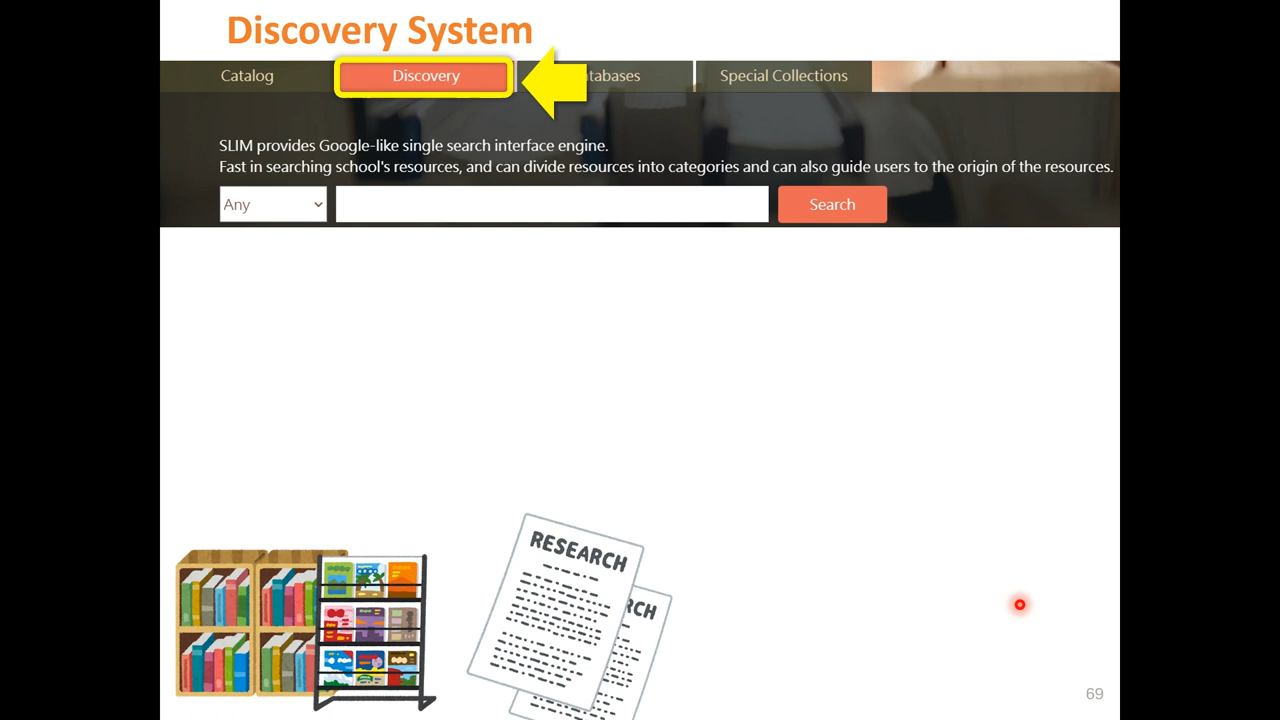 Discovery System
Catalog
Discovery
tabases
Special Collections
SLIM provides Google-like single search interface engine.
Fast in searching school's resources, and can divide resources into categories and can also guide users to the origin of the resources.
Any
Search
RESEARCH
RCH
69